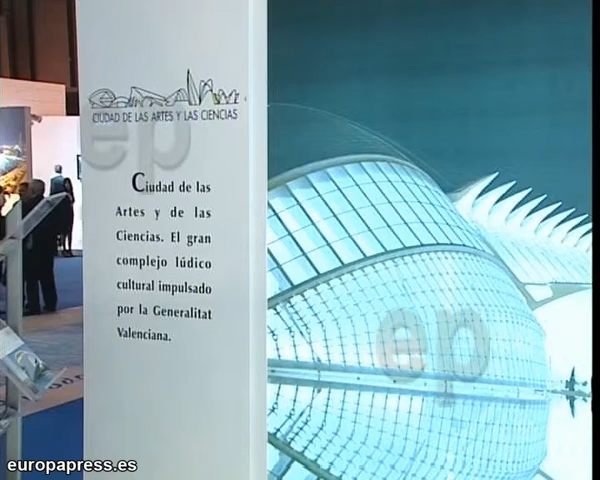 CIUDAD DE LAS ARTES Y LAS CIENCIAS
ep
Ciudad de las
Artes y de las
Ciencias. El gran
complejo lúdico
cultural impulsado
por la Generalitat
Valenciana.
ep
europapress.es